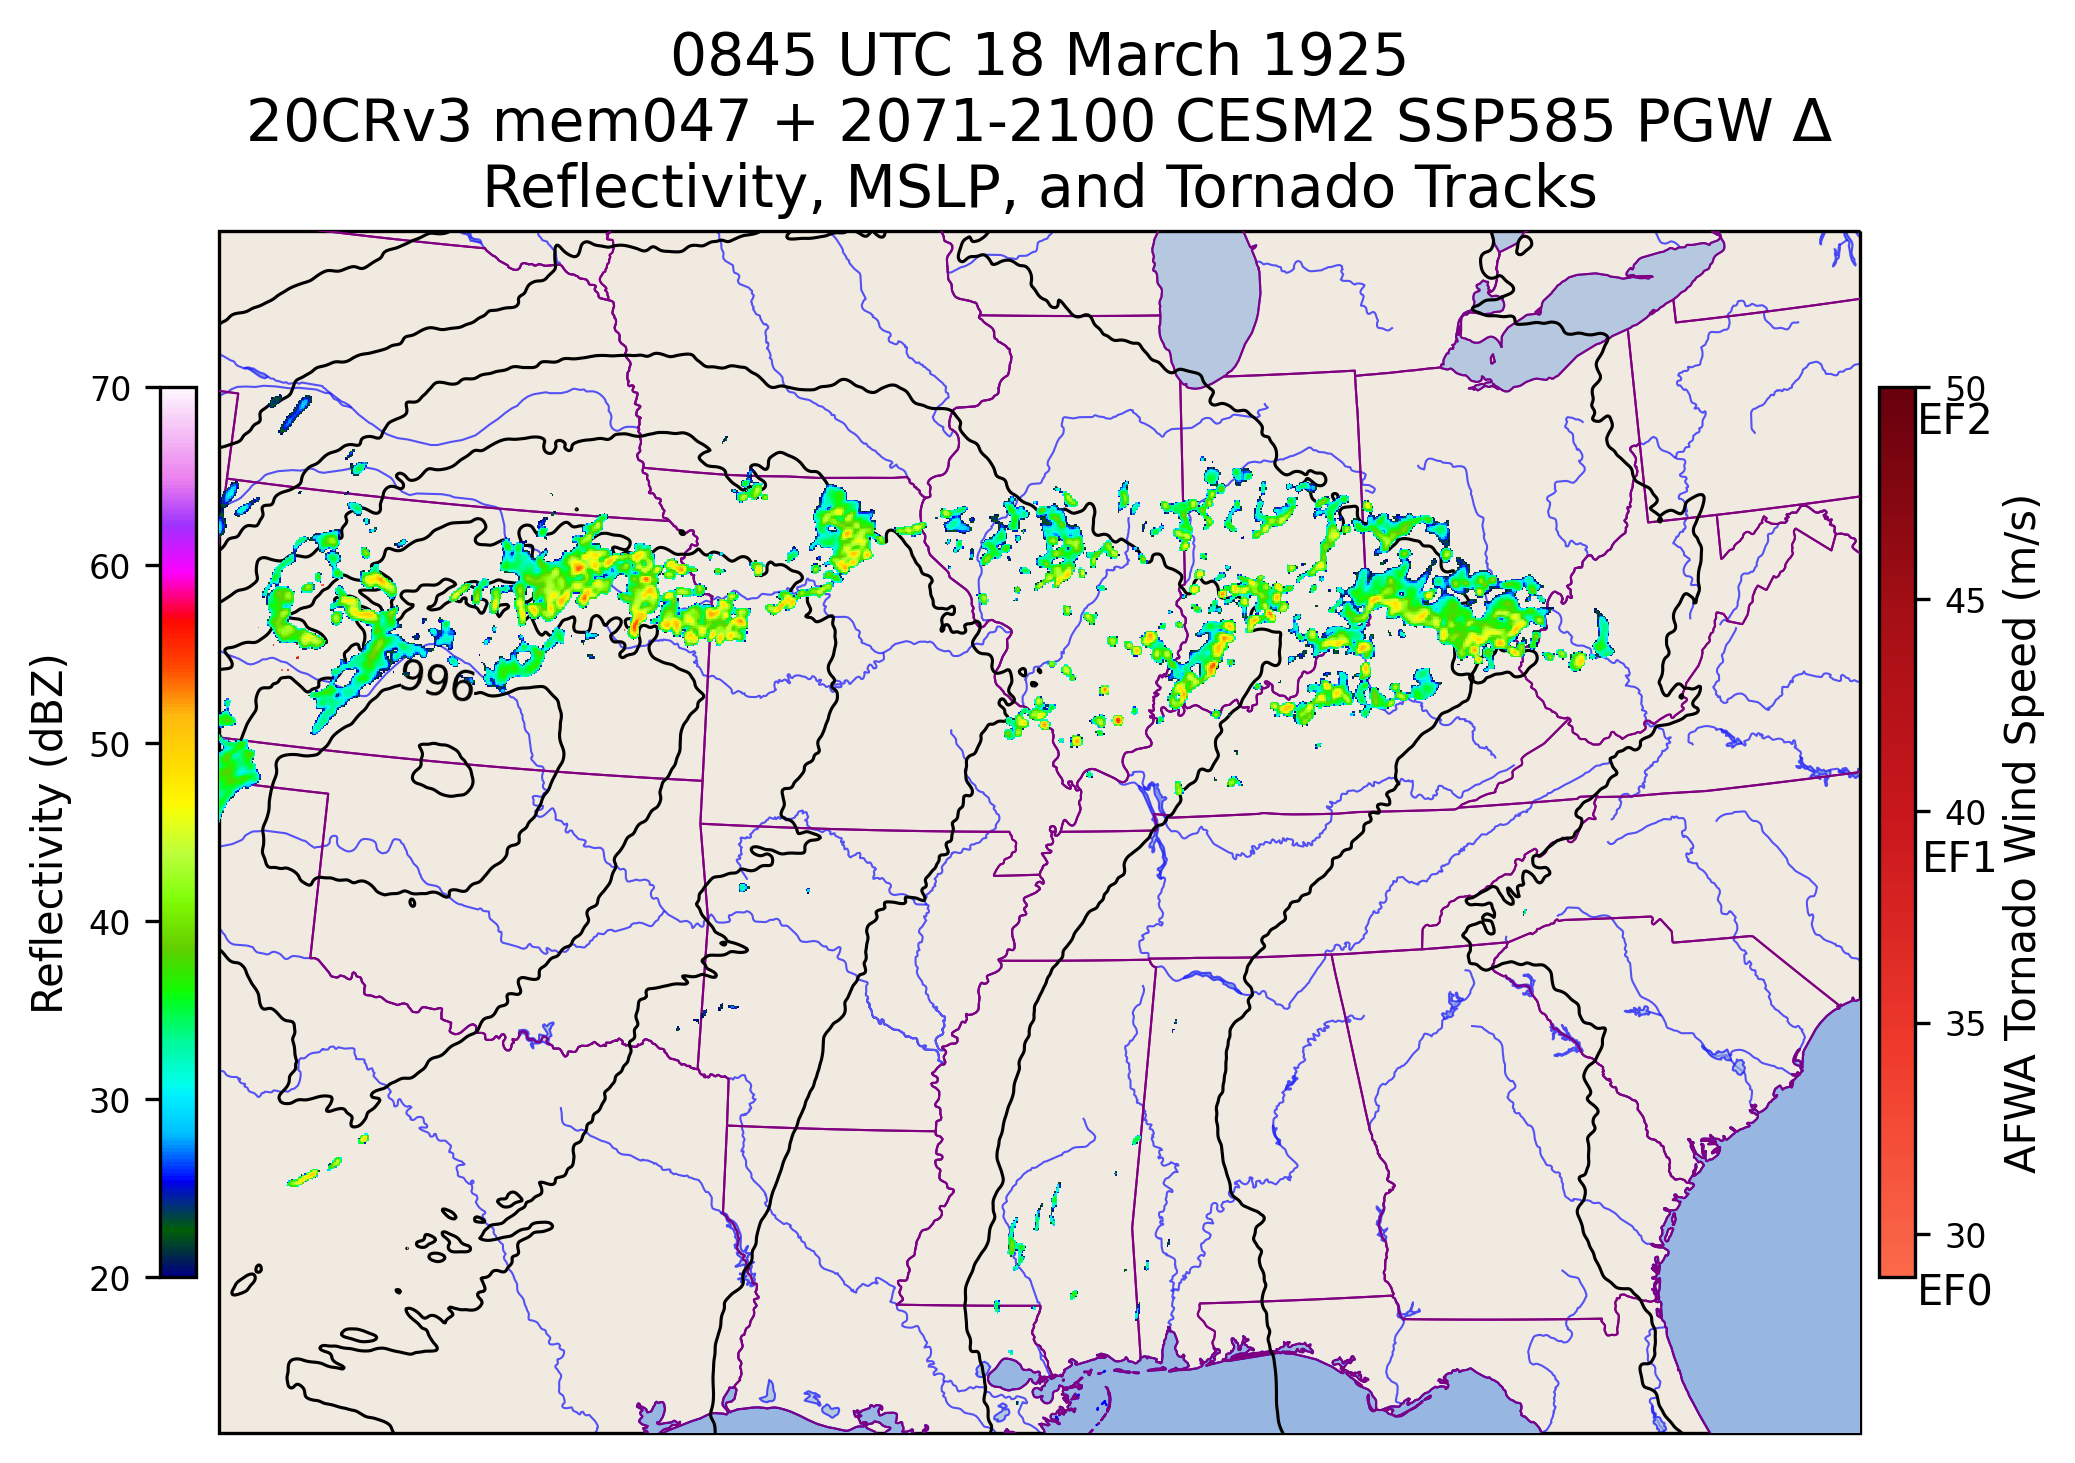 0845 UTC 18 March 1925
20CRv3 mem047 + 2071-2100 CESM2 SSP585 PGW Δ
Reflectivity, MSLP, and Tornado Tracks
70
60
50
40
30
20
Reflectivity (dBZ)
996
50
EF2
45
40
EF1
35
30
EF0
AFWA Tornado Wind Speed (m/s)